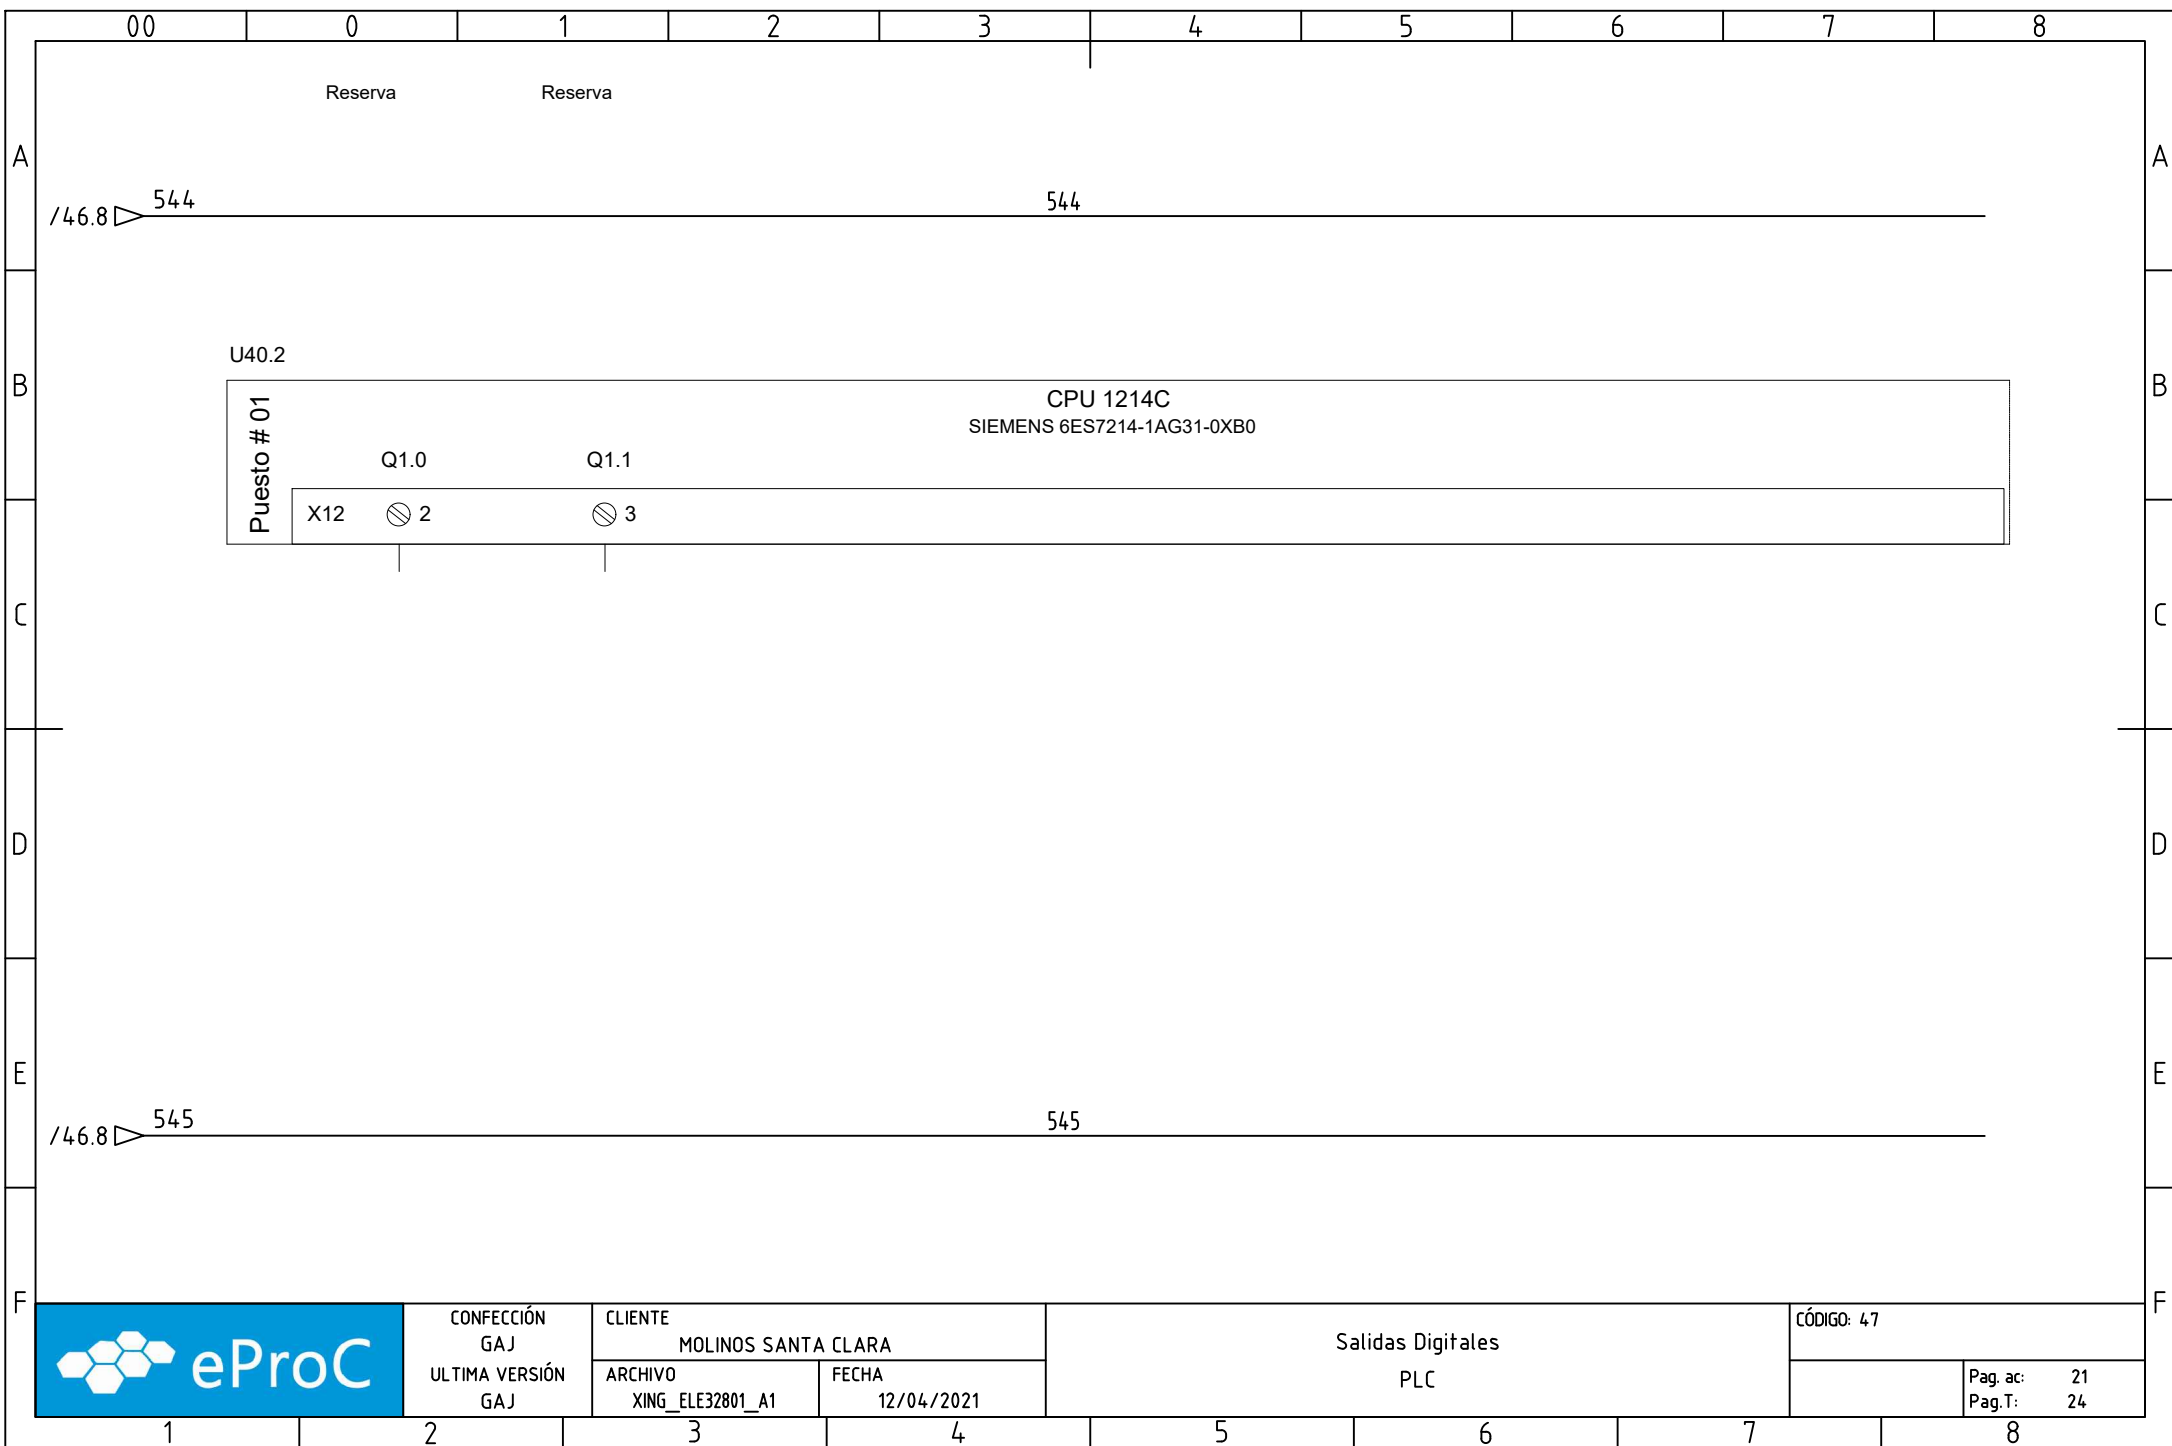 00 0 1 2 3 4 5 6 7 8
Reserva Reserva
A A
/46.8 544 544
U40.2
B B
Puesto # 01
CPU 1214C
SIEMENS 6ES7214-1AG31-0XB0
Q1.0 Q1.1
X12 2 3
C C
D D
E E
/46.8 545 545
F F
eProC
CONFECCIÓN
GAJ
ULTIMA VERSIÓN
GAJ
CLIENTE
MOLINOS SANTA CLARA
ARCHIVO
XING_ELE32801_A1
FECHA
12/04/2021
Salidas Digitales
PLC
CÓDIGO: 47
Pag. ac: 21
Pag.T: 24
1 2 3 4 5 6 7 8